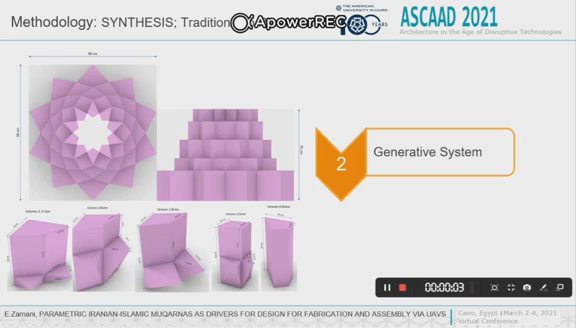 Methodology: SYNTHESIS; Tradition
ApowerREC
THE AMERICAN
UNIVERSITY IN CAIRO
100 YEARS
ASCAAD 2021
Architecture in the Age of Disruptive Technologies
2
Generative System
00:00:03
E.Zamani, PARAMETRIC IRANIAN-ISLAMIC MUQARNAS AS DRIVERS FOR DESIGN FOR FABRICATION AND ASSEMBLY VIA UAVS
Cairo, Egypt |March 2-4, 2021
Virtual Conference